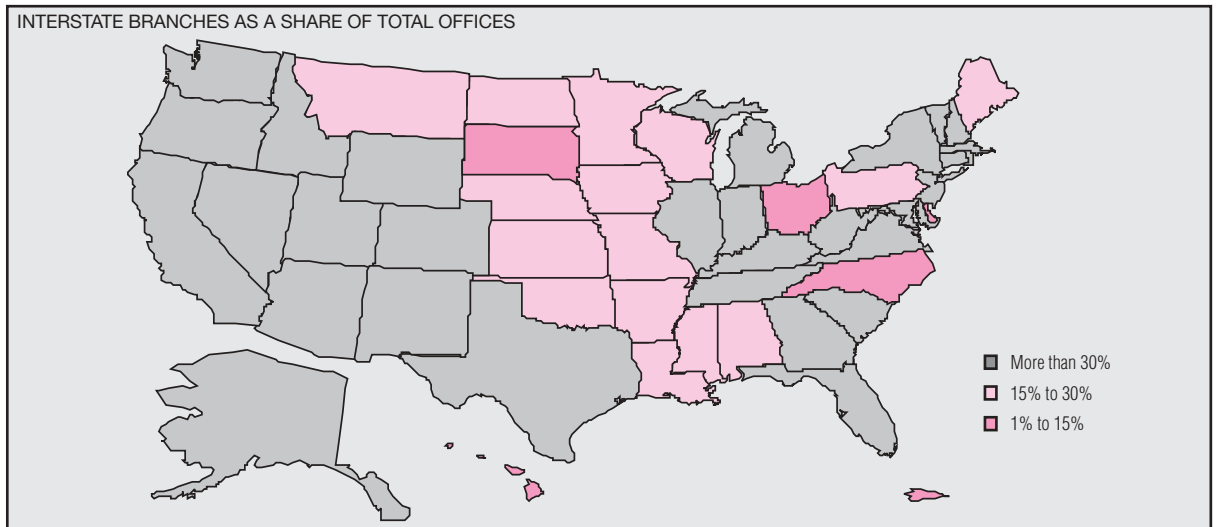 INTERSTATE BRANCHES AS A SHARE OF TOTAL OFFICES
More than 30%
15% to 30%
1% to 15%